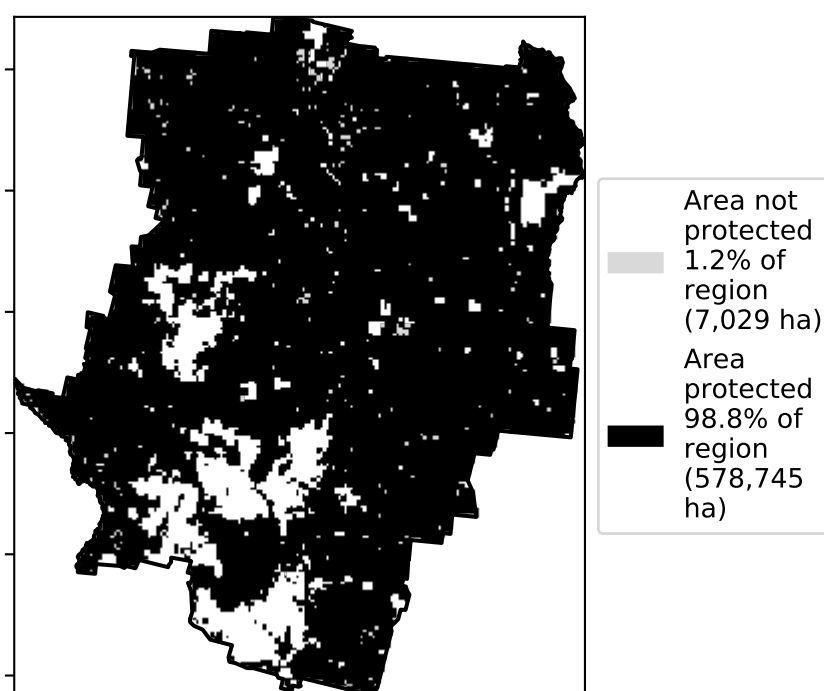 Area not
protected
1.2% of
region
(7,029 ha)
Area
protected
98.8% of
region
(578,745
ha)